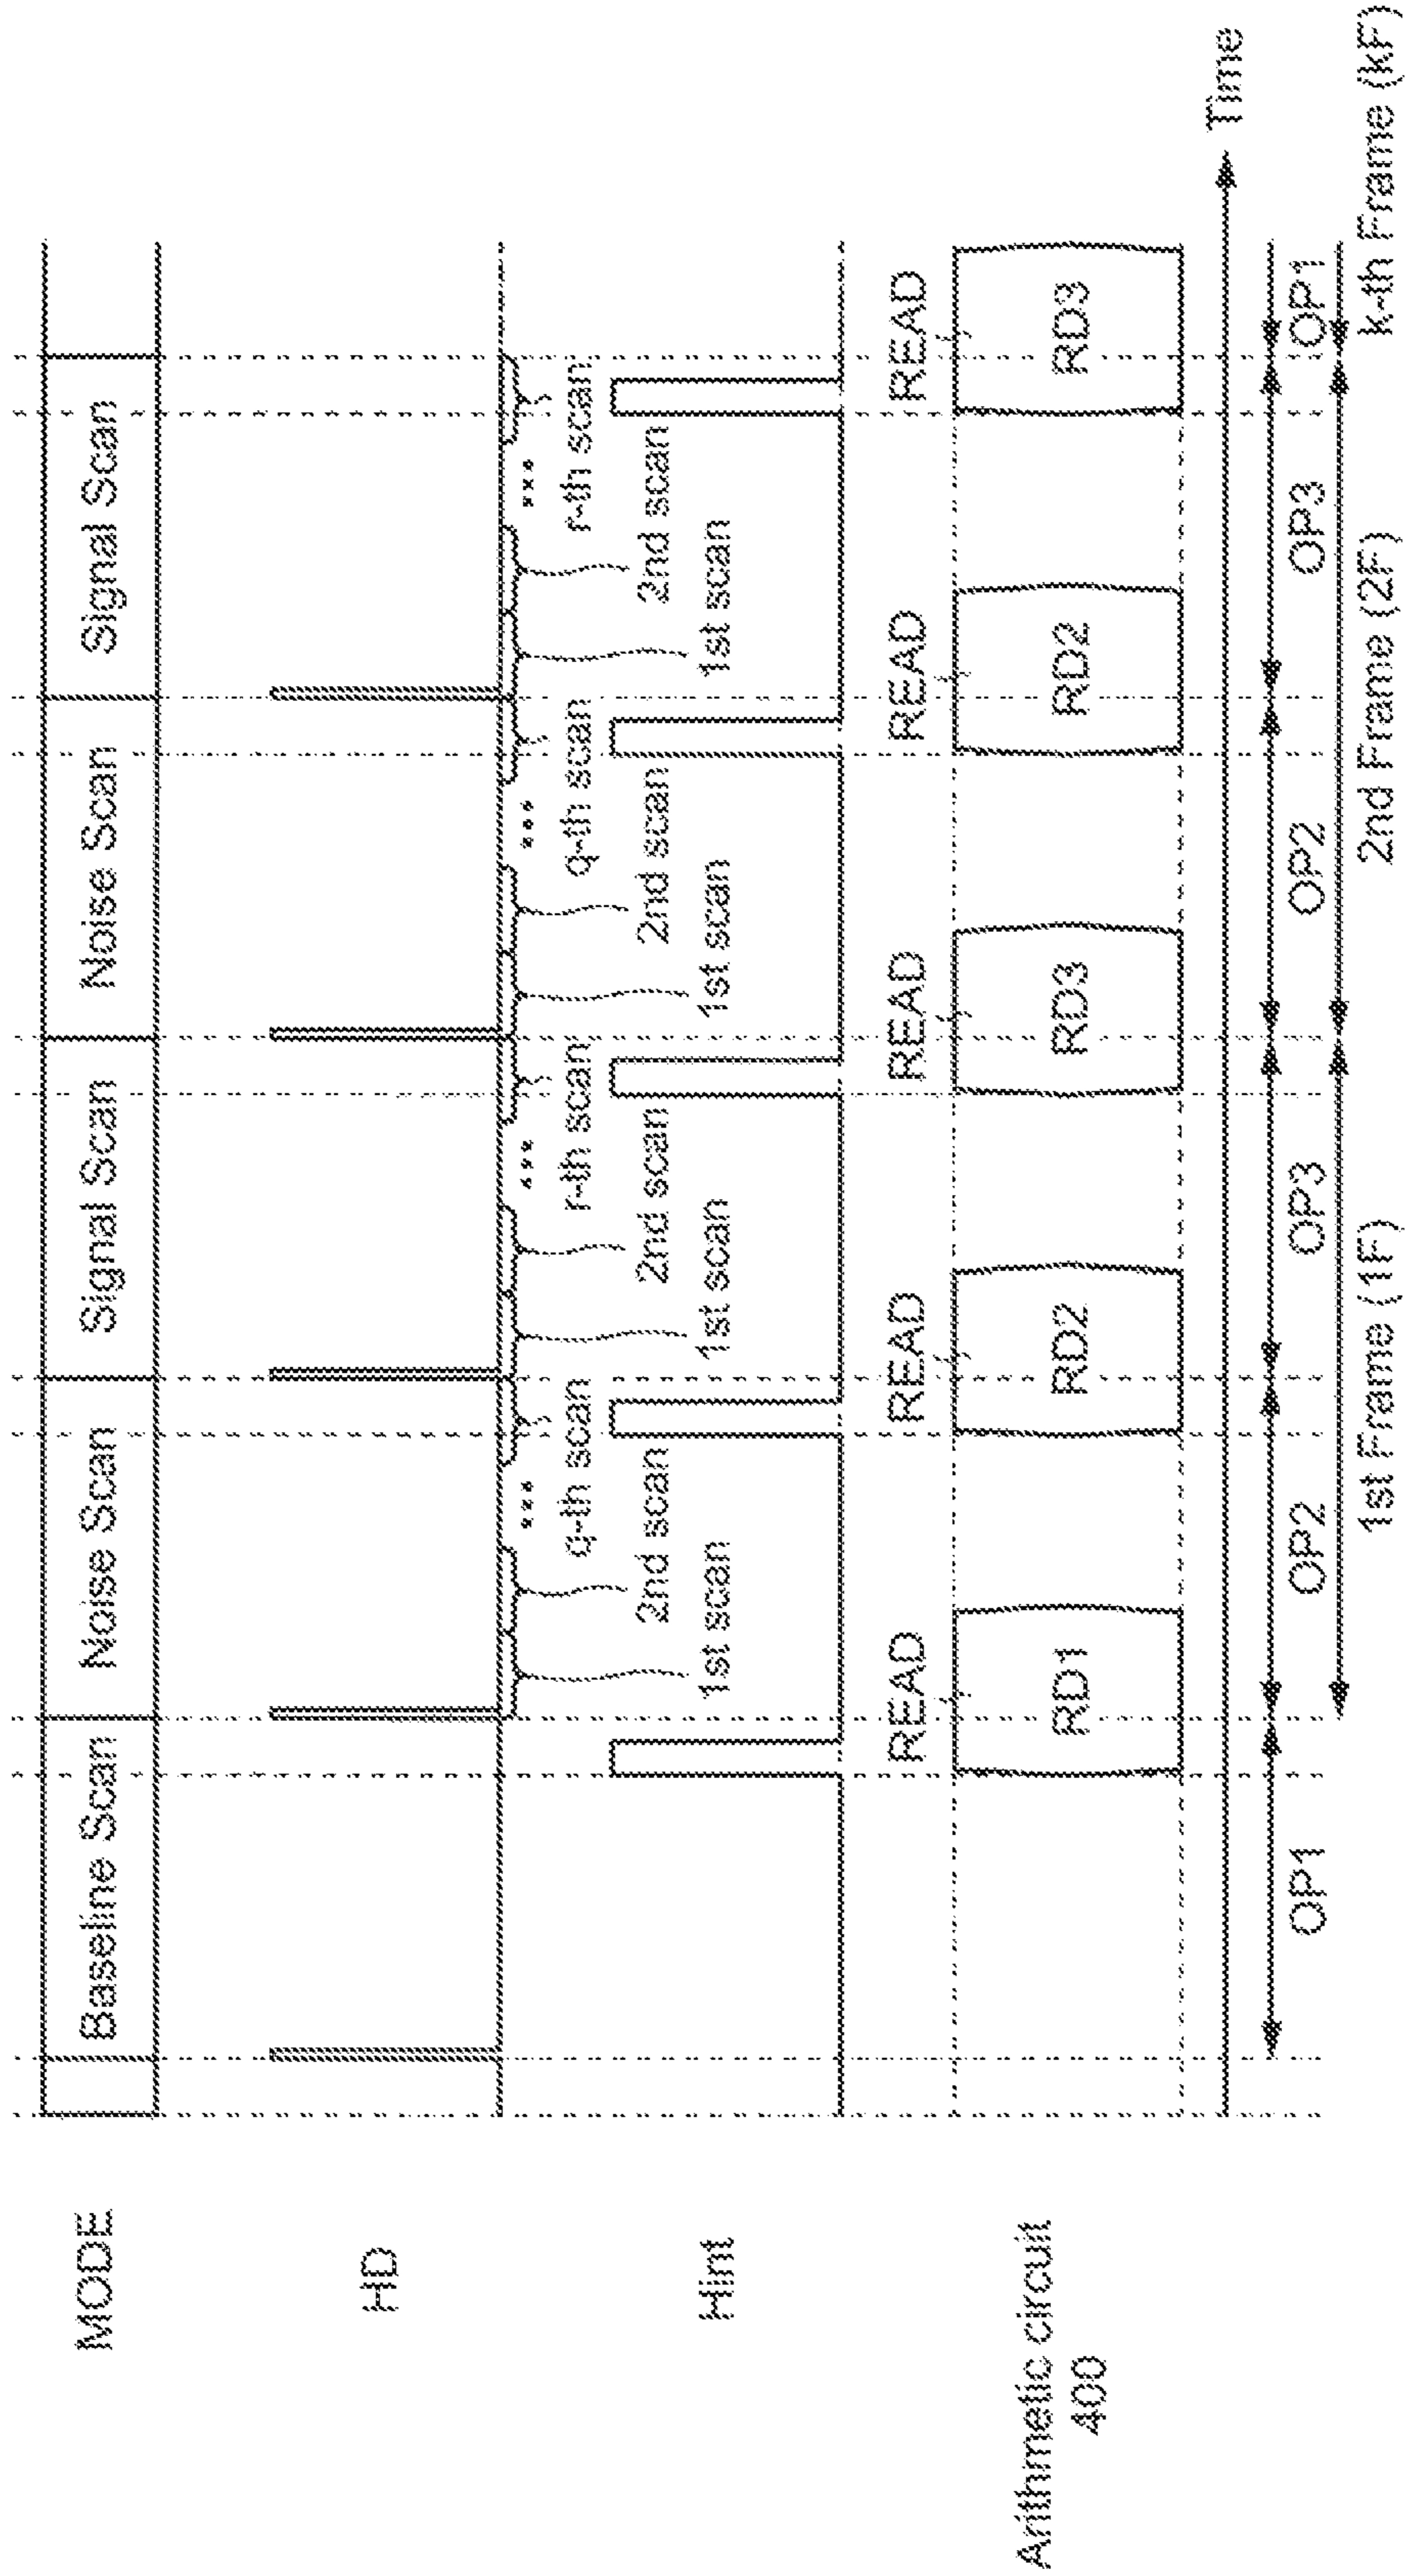 MODE
Baseline Scan
Noise Scan
Signal Scan
Noise Scan
Signal Scan
HD
q-th scan
r-th scan
q-th scan
r-th scan
2nd scan
2nd scan
2nd scan
2nd scan
Hint
1st scan
1st scan
1st scan
1st scan
READ
READ
READ
READ
READ
Arithmetic circuit
400
RD1
RD2
RD3
RD2
RD3
Time
OP1
OP2
OP3
OP2
OP3
OP1
1st Frame (1F)
2nd Frame (2F)
k-th Frame (kF)